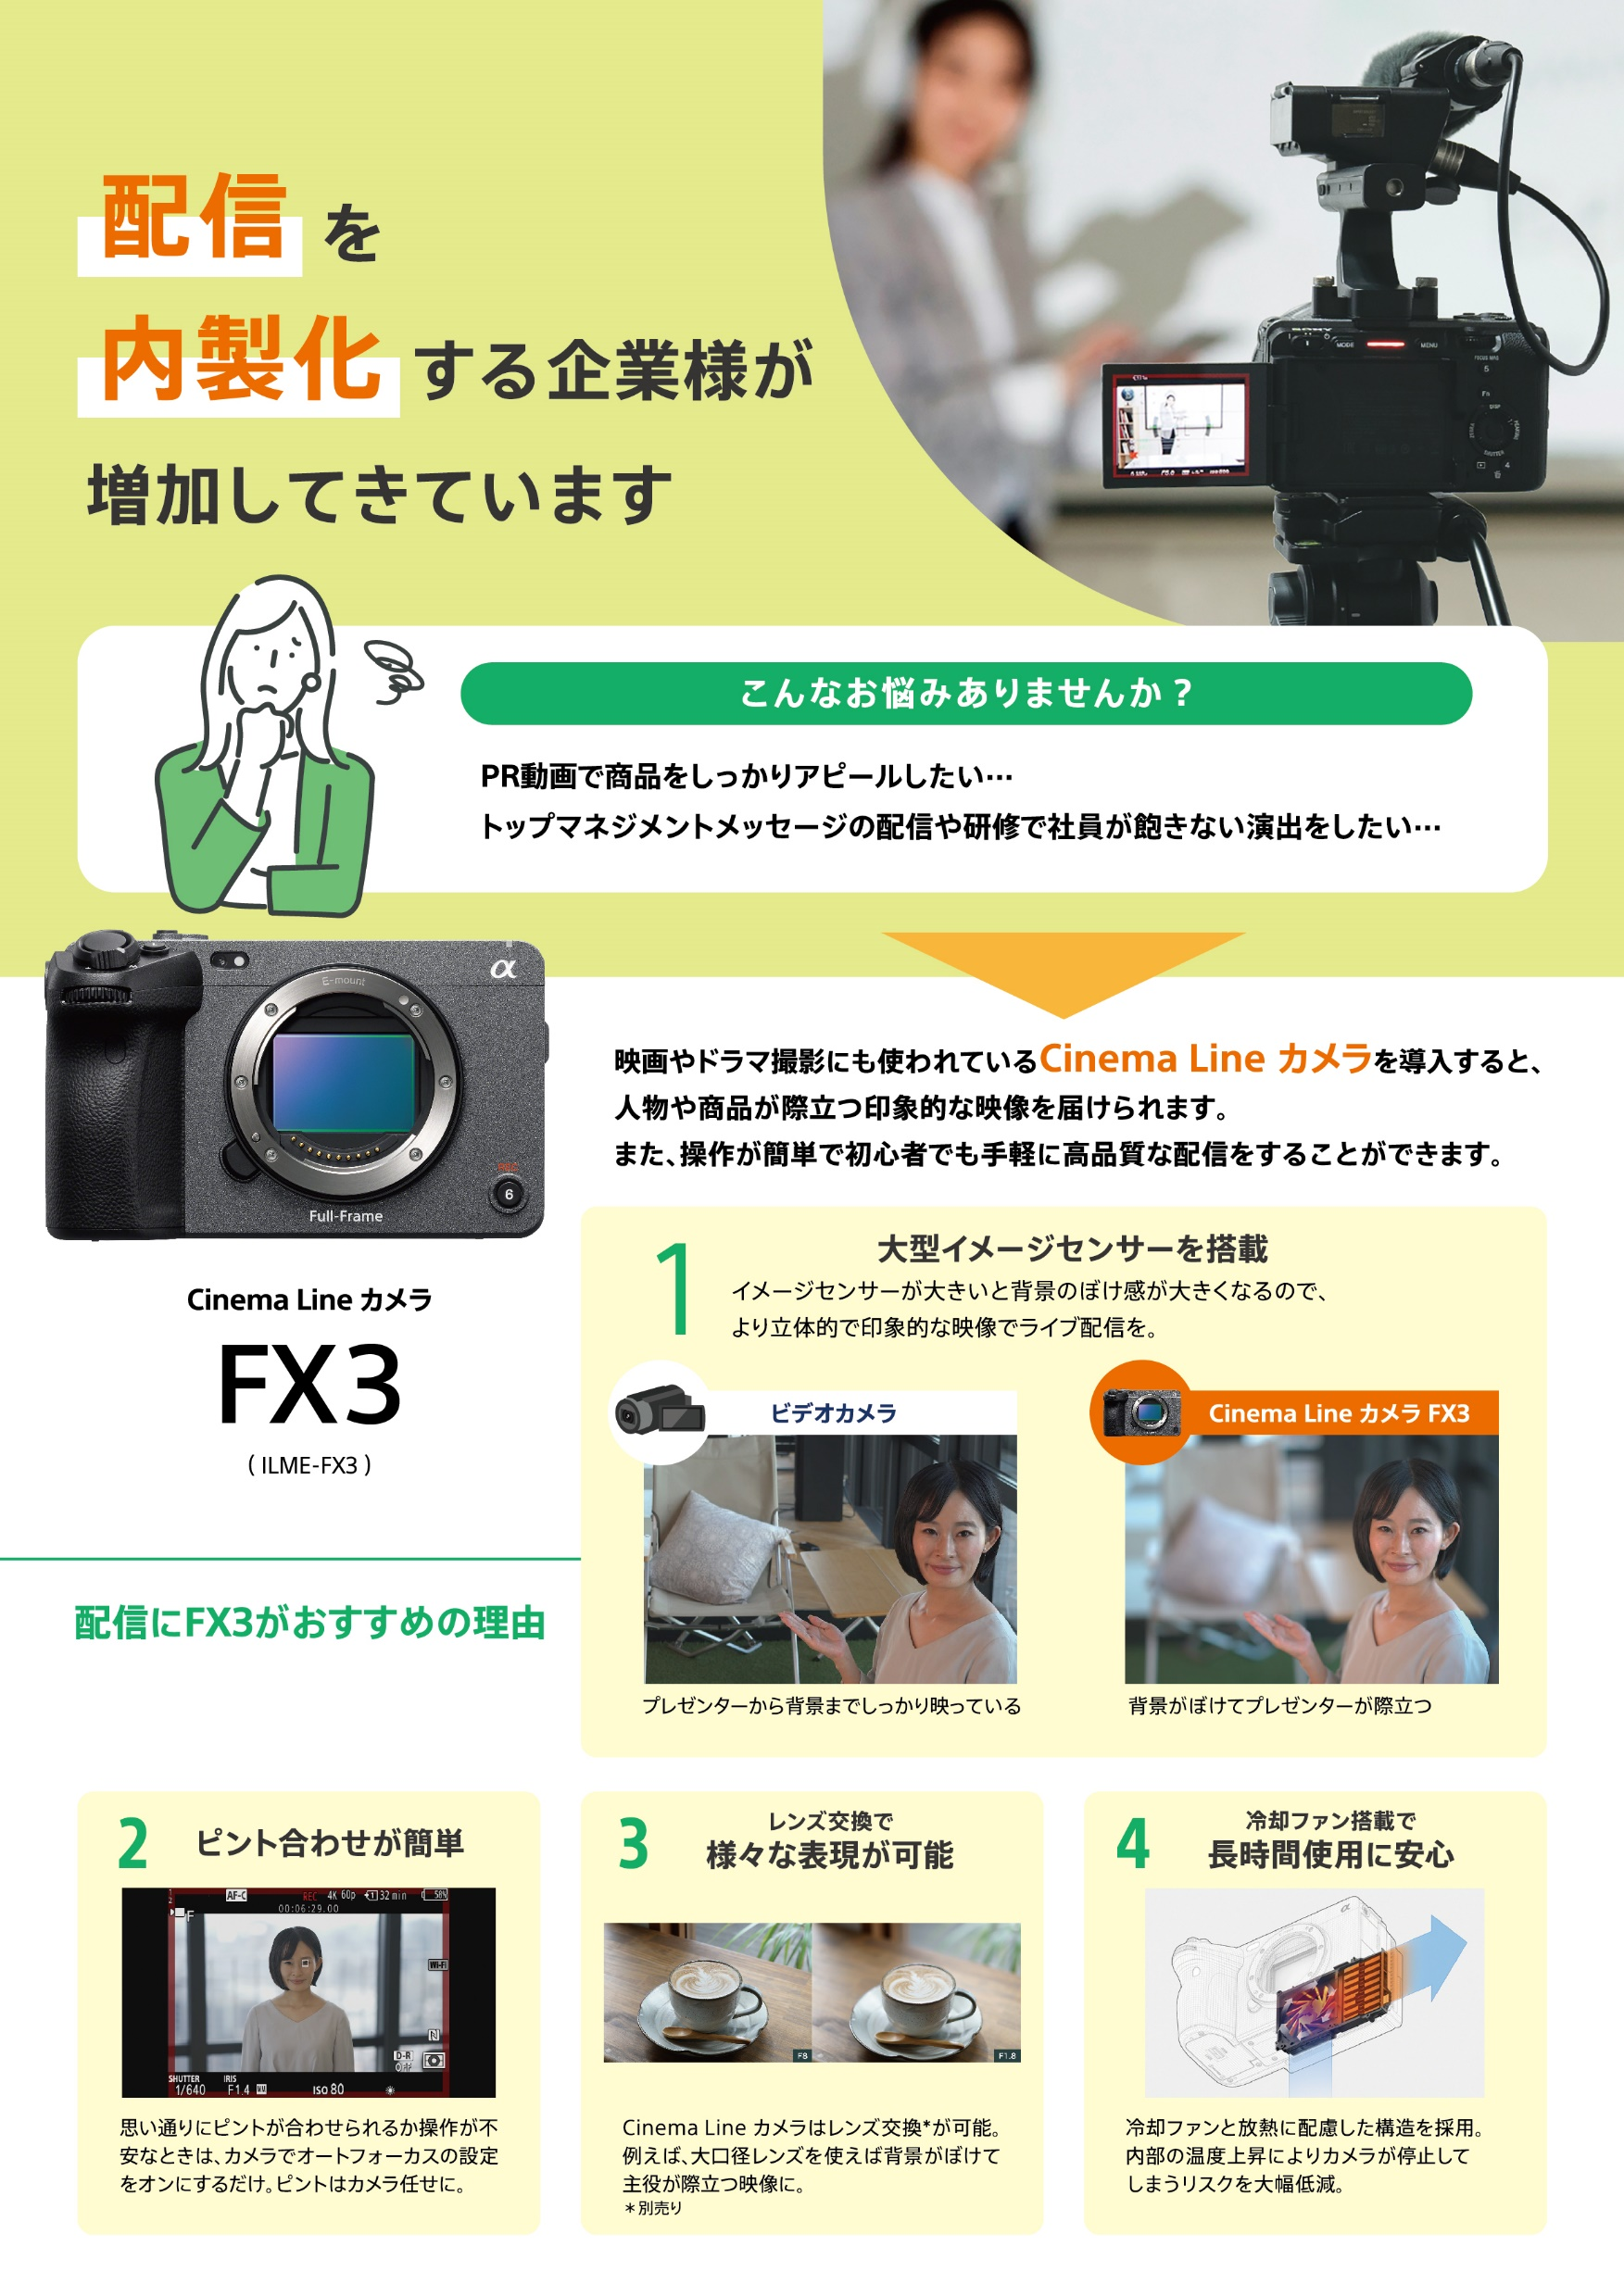 配信を
内製化する企業様が
増加してきています
SONY
MODE
MENU
Fn
こんなお悩みありませんか？
PR動画で商品をしっかりアピールしたい…
トップマネジメントメッセージの配信や研修で社員が飽きない演出をしたい…
α
E-mount
REC
6
Full-Frame
映画やドラマ撮影にも使われているCinema Line カメラを導入すると、
人物や商品が際立つ印象的な映像を届けられます。
また、操作が簡単で初心者でも手軽に高品質な配信をすることができます。
Cinema Line カメラ
FX3
( ILME-FX3 )
配信にFX3がおすすめの理由
1
大型イメージセンサーを搭載
イメージセンサーが大きいと背景のぼけ感が大きくなるので、
より立体的で印象的な映像でライブ配信を。
ビデオカメラ
プレゼンターから背景までしっかり映っている
Cinema Line カメラ FX3
背景がぼけてプレゼンターが際立つ
2 ピント合わせが簡単
AF-C REC 4K 60p 32 min 58%
00:06:29.00
F
Wi-Fi
N
D-R
Off
SHUTTER IRIS
1/640 F1.4 ISO 80
思い通りにピントが合わせられるか操作が不
安なときは、カメラでオートフォーカスの設定
をオンにするだけ。ピントはカメラ任せに。
3
レンズ交換で
様々な表現が可能
F8
F1.8
Cinema Line カメラはレンズ交換*が可能。
例えば、大口径レンズを使えば背景がぼけて
主役が際立つ映像に。
＊別売り
4
冷却ファン搭載で
長時間使用に安心
α
冷却ファンと放熱に配慮した構造を採用。
内部の温度上昇によりカメラが停止して
しまうリスクを大幅低減。